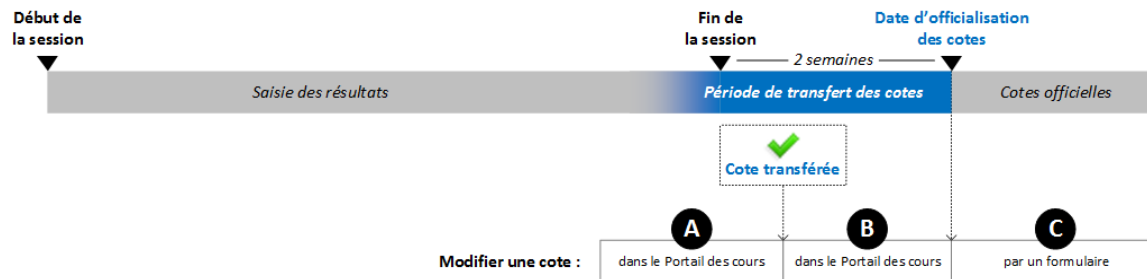 Début de
la session
Fin de
la session
Date d'officialisation
des cotes
2 semaines
Saisie des résultats
Période de transfert des cotes
Cotes officielles
Cote transférée
A
B
C
Modifier une cote :
dans le Portail des cours
dans le Portail des cours
par un formulaire